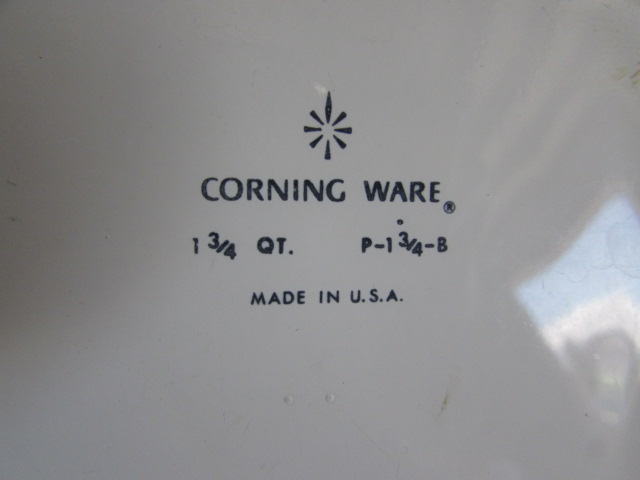 CORNING WARE®
1 3/4 QT. P-1 3/4-B
MADE IN U.S.A.